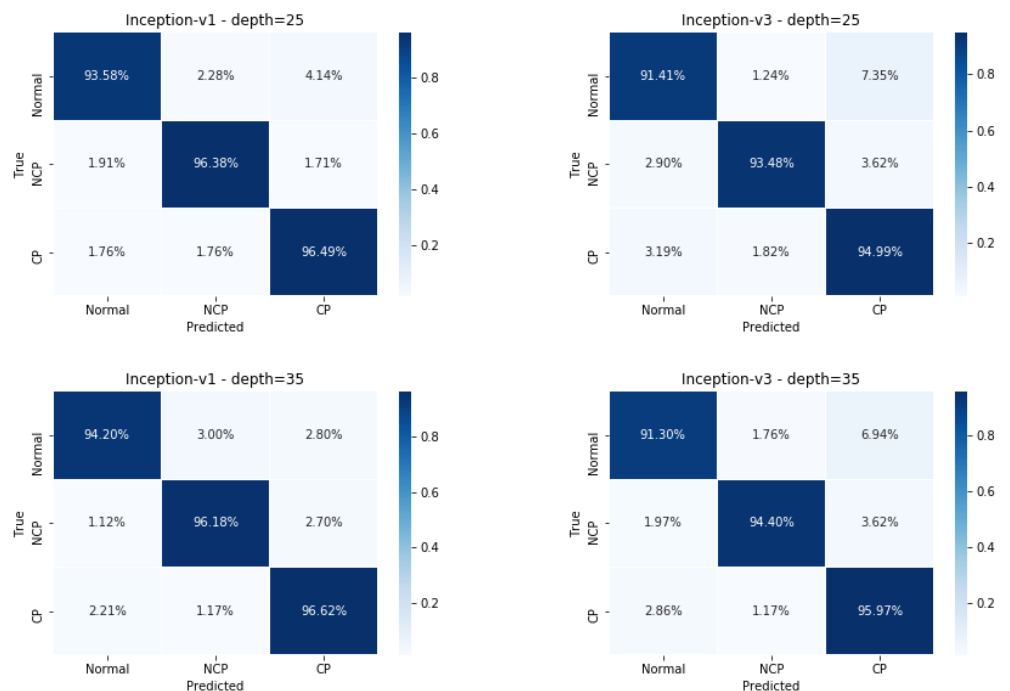 Inception-v1 - depth=25
Normal 93.58% 2.28% 4.14%
NCP 1.91% 96.38% 1.71%
CP 1.76% 1.76% 96.49%
True
Normal NCP CP
Predicted
0.8
0.6
0.4
0.2
Inception-v3 - depth=25
Normal 91.41% 1.24% 7.35%
NCP 2.90% 93.48% 3.62%
CP 3.19% 1.82% 94.99%
True
Normal NCP CP
Predicted
0.8
0.6
0.4
0.2
Inception-v1 - depth=35
Normal 94.20% 3.00% 2.80%
NCP 1.12% 96.18% 2.70%
CP 2.21% 1.17% 96.62%
True
Normal NCP CP
Predicted
0.8
0.6
0.4
0.2
Inception-v3 - depth=35
Normal 91.30% 1.76% 6.94%
NCP 1.97% 94.40% 3.62%
CP 2.86% 1.17% 95.97%
True
Normal NCP CP
Predicted
0.8
0.6
0.4
0.2